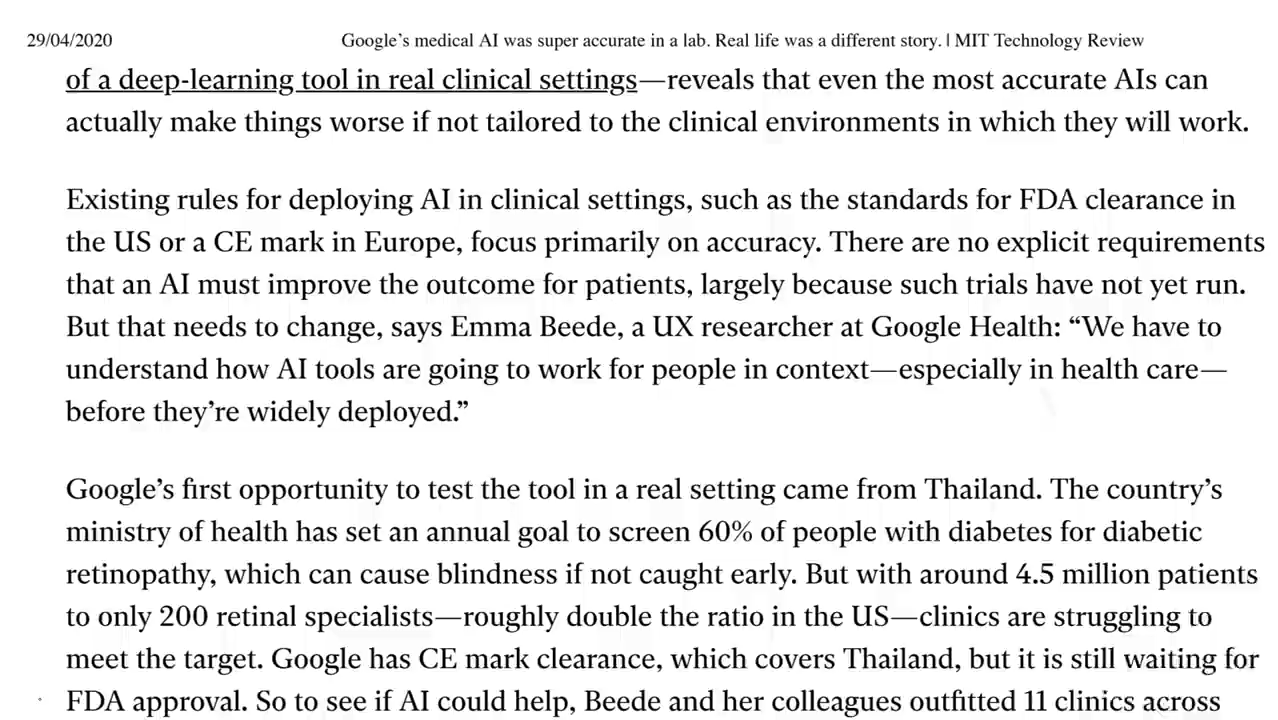 29/04/2020 Google’s medical AI was super accurate in a lab. Real life was a different story. | MIT Technology Review
of a deep-learning tool in real clinical settings—reveals that even the most accurate AIs can
actually make things worse if not tailored to the clinical environments in which they will work.
Existing rules for deploying AI in clinical settings, such as the standards for FDA clearance in
the US or a CE mark in Europe, focus primarily on accuracy. There are no explicit requirements
that an AI must improve the outcome for patients, largely because such trials have not yet run.
But that needs to change, says Emma Beede, a UX researcher at Google Health: “We have to
understand how AI tools are going to work for people in context—especially in health care—
before they’re widely deployed.”
Google’s first opportunity to test the tool in a real setting came from Thailand. The country’s
ministry of health has set an annual goal to screen 60% of people with diabetes for diabetic
retinopathy, which can cause blindness if not caught early. But with around 4.5 million patients
to only 200 retinal specialists—roughly double the ratio in the US—clinics are struggling to
meet the target. Google has CE mark clearance, which covers Thailand, but it is still waiting for
FDA approval. So to see if AI could help, Beede and her colleagues outfitted 11 clinics across